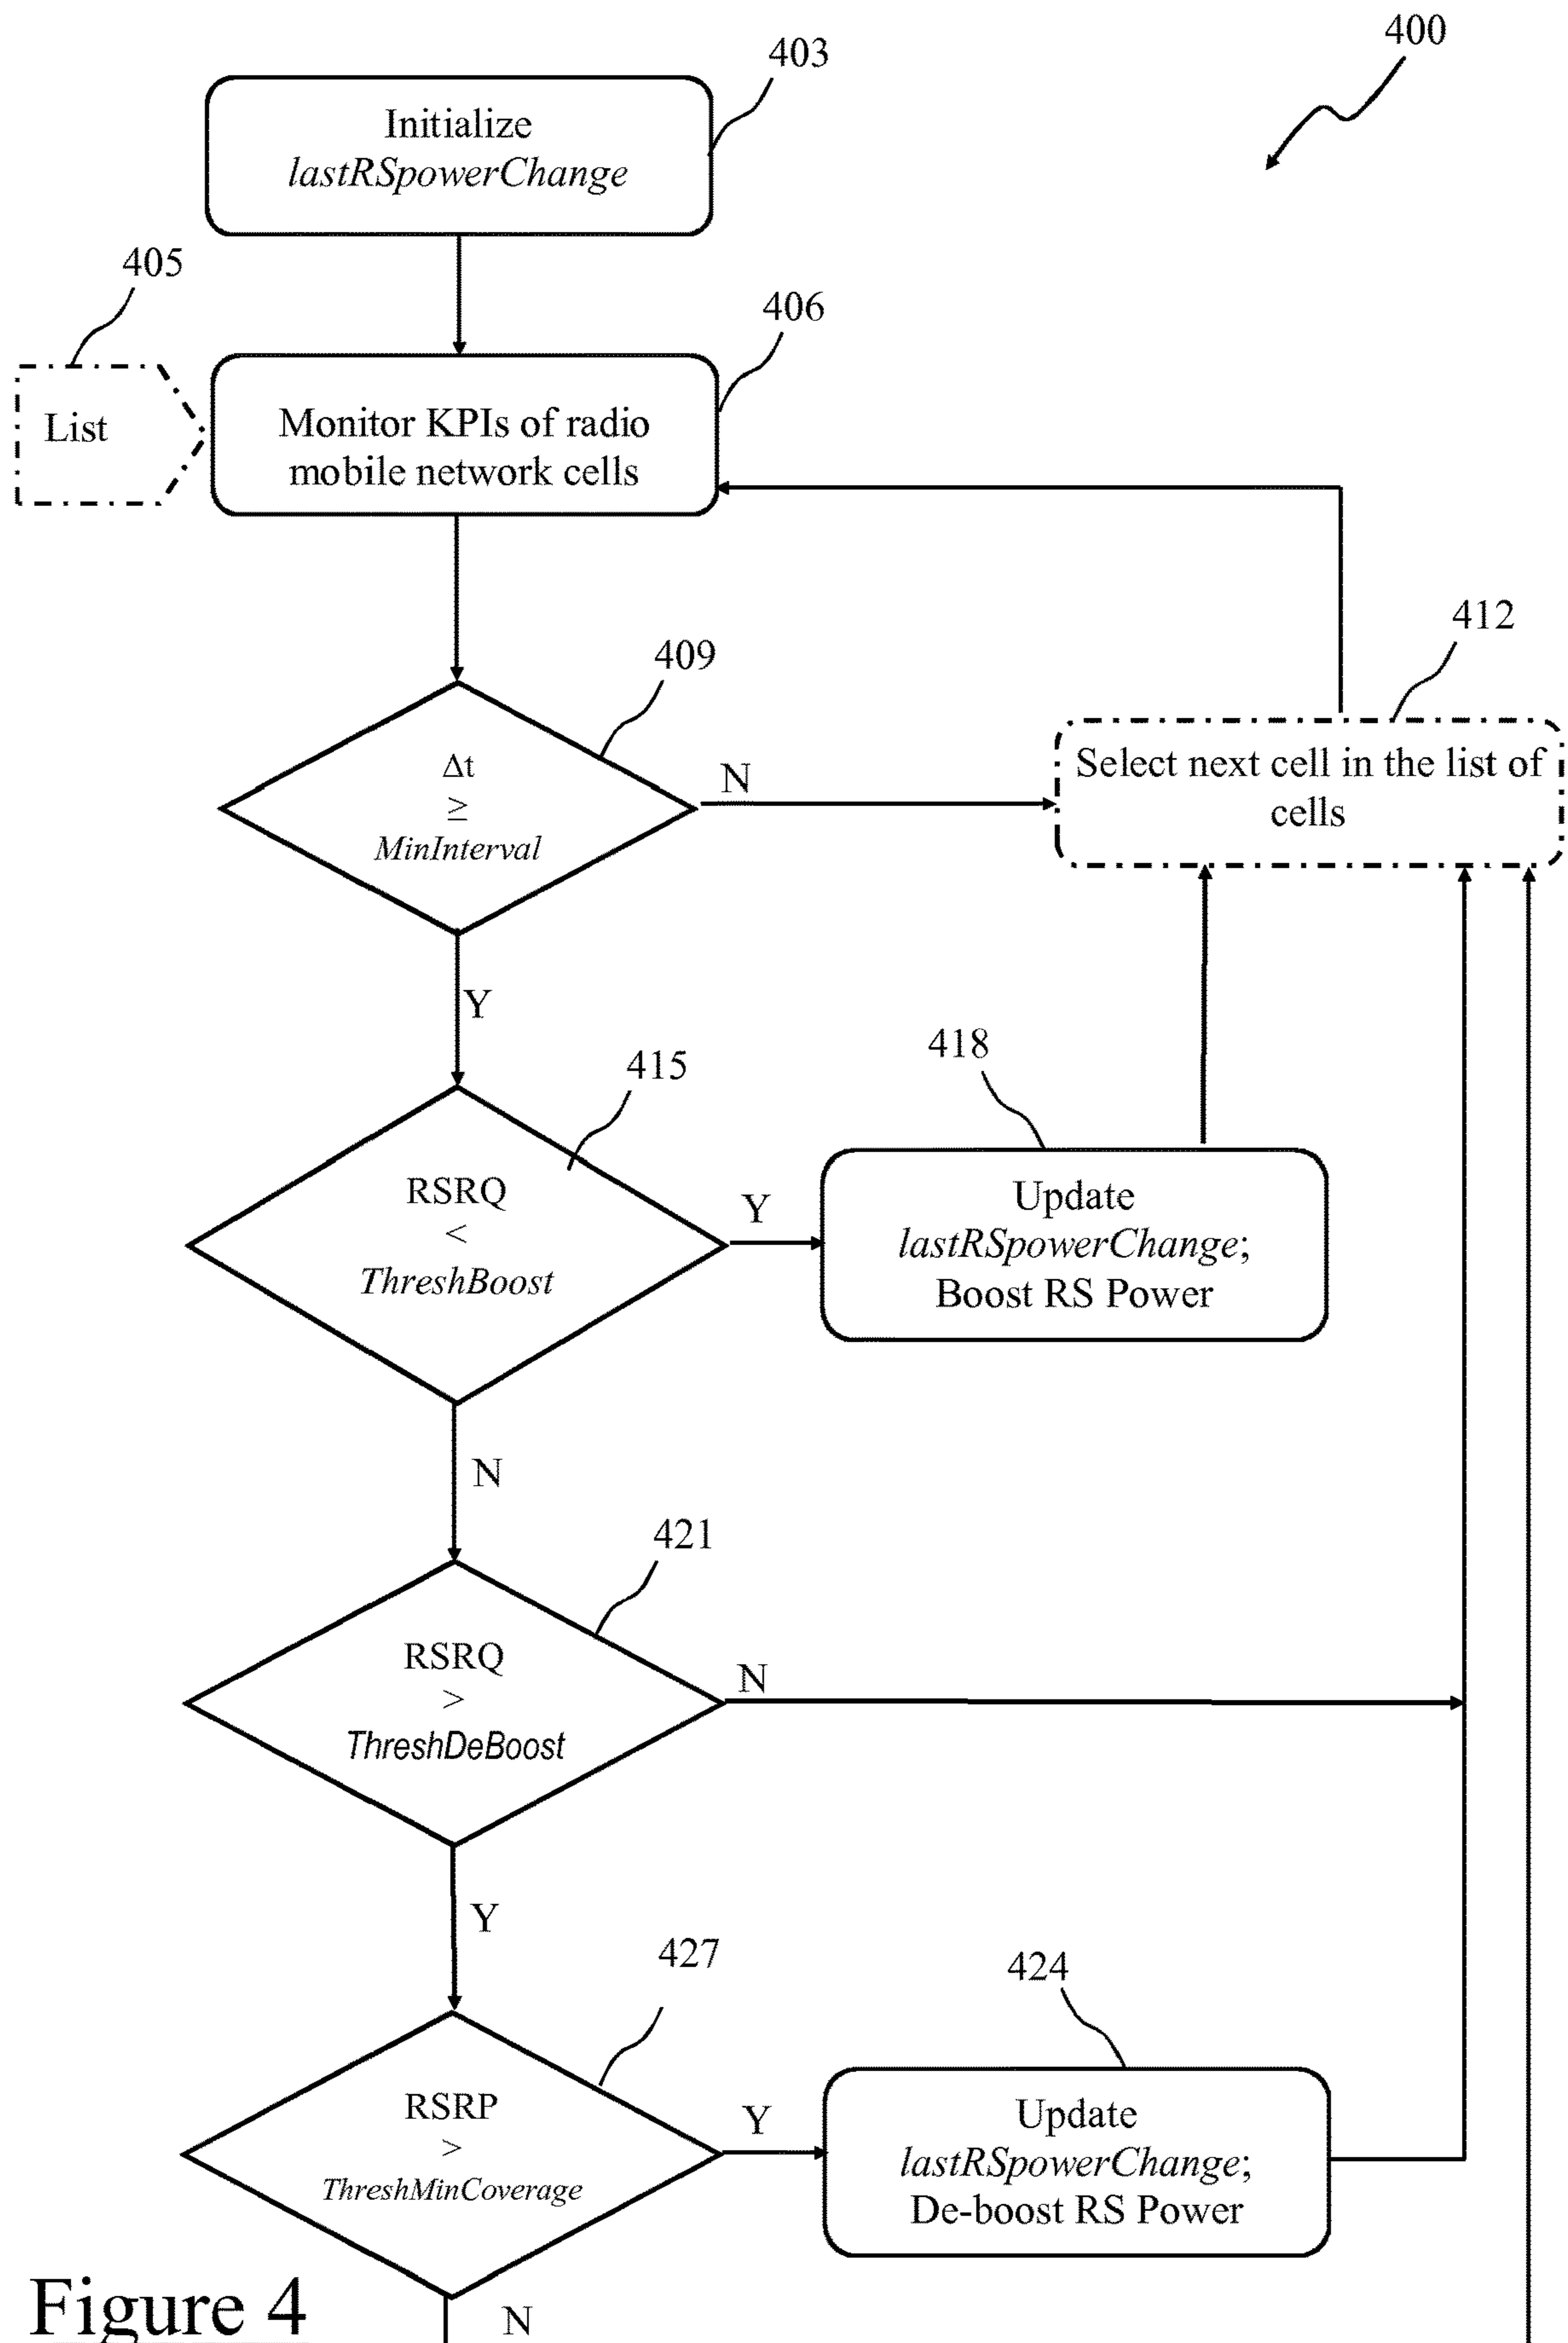 400
403
Initialize
lastRSpowerChange
405
406
List
Monitor KPIs of radio
mobile network cells
409
412
Δt
≥
MinInterval
N
Select next cell in the list of
cells
Y
415
418
RSRQ
<
ThreshBoost
Y
Update
lastRSpowerChange;
Boost RS Power
N
421
RSRQ
>
ThreshDeBoost
N
Y
427
424
RSRP
>
ThreshMinCoverage
Y
Update
lastRSpowerChange;
De-boost RS Power
N
Figure 4